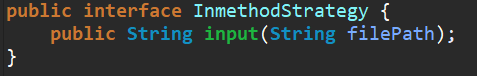 public interface InmethodStrategy {
    public String input(String filePath);
}